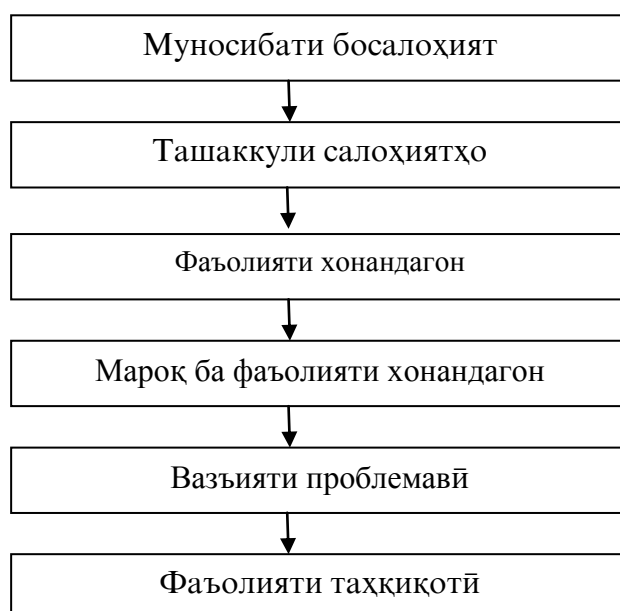 Муносибати босалоҳият
Ташаккули салоҳиятҳо
Фаъолияти хонандагон
Мароқ ба фаъолияти хонандагон
Вазъияти проблемавӣ
Фаъолияти таҳқиқотӣ